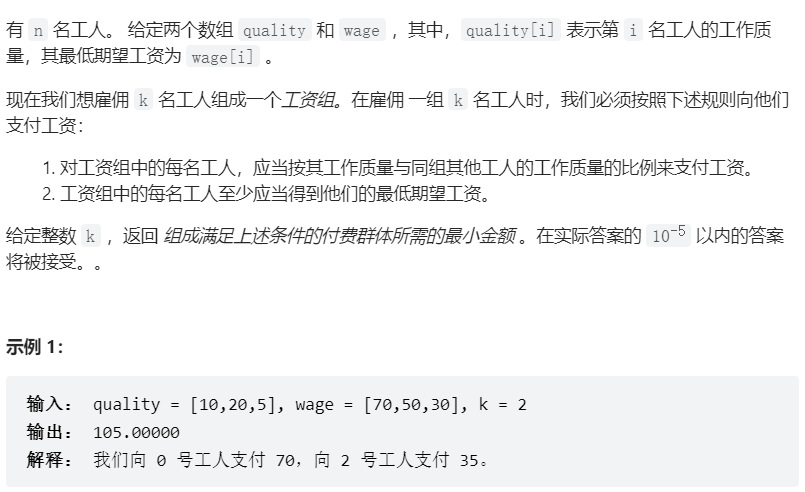 有 n 名工人。 给定两个数组 quality 和 wage ，其中，quality[i] 表示第 i 名工人的工作质
量，其最低期望工资为 wage[i] 。
现在我们想雇佣 k 名工人组成一个工资组。在雇佣 一组 k 名工人时，我们必须按照下述规则向他们
支付工资：
1. 对工资组中的每名工人，应当按其工作质量与同组其他工人的工作质量的比例来支付工资。
2. 工资组中的每名工人至少应当得到他们的最低期望工资。
给定整数 k ，返回 组成满足上述条件的付费群体所需的最小金额 。在实际答案的 10⁻⁵ 以内的答案
将被接受。。
示例 1：
输入： quality = [10,20,5], wage = [70,50,30], k = 2
输出： 105.00000
解释： 我们向 0 号工人支付 70，向 2 号工人支付 35。